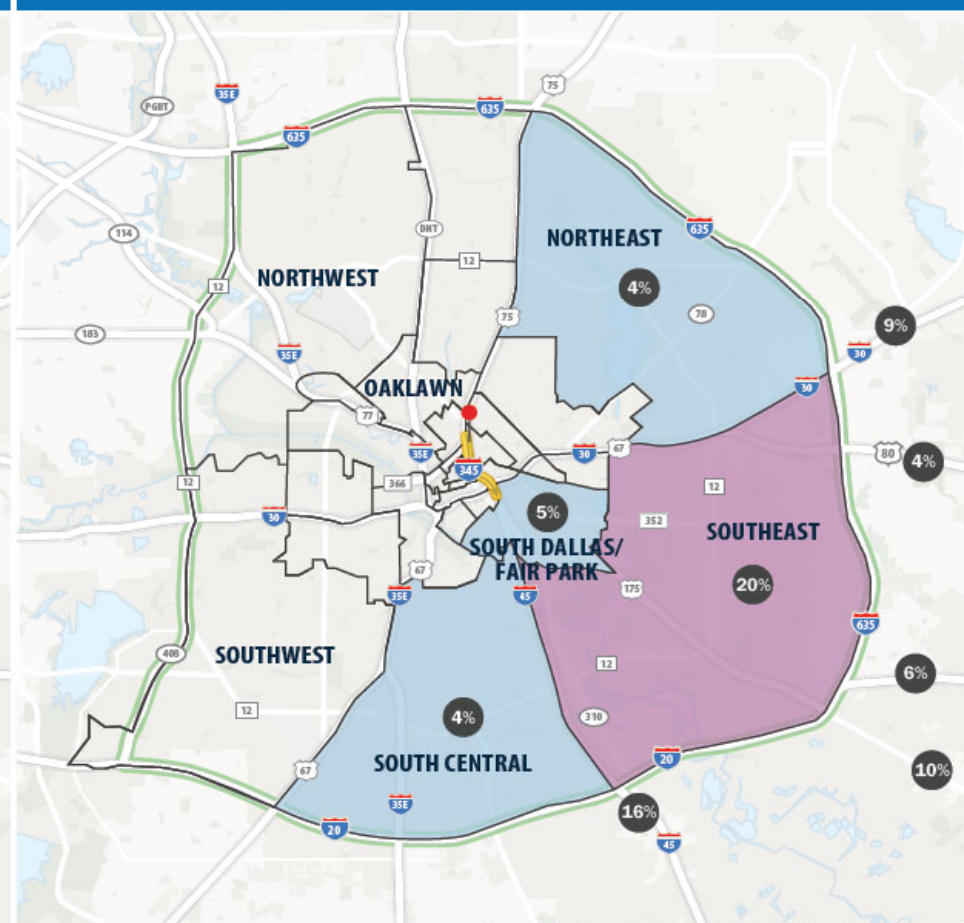 75
35E
PGBT
635
635
114
DHT
635
NORTHEAST
12
NORTHWEST
12
4%
78
75
9%
183
35E
30
OAKLAWN
30
77
35E
30
67
80
4%
345
12
366
12
30
5%
352
SOUTHEAST
SOUTH DALLAS/
FAIR PARK
67
175
20%
35E
45
635
408
SOUTHWEST
12
6%
12
4%
310
SOUTH CENTRAL
20
67
10%
35E
16%
20
45